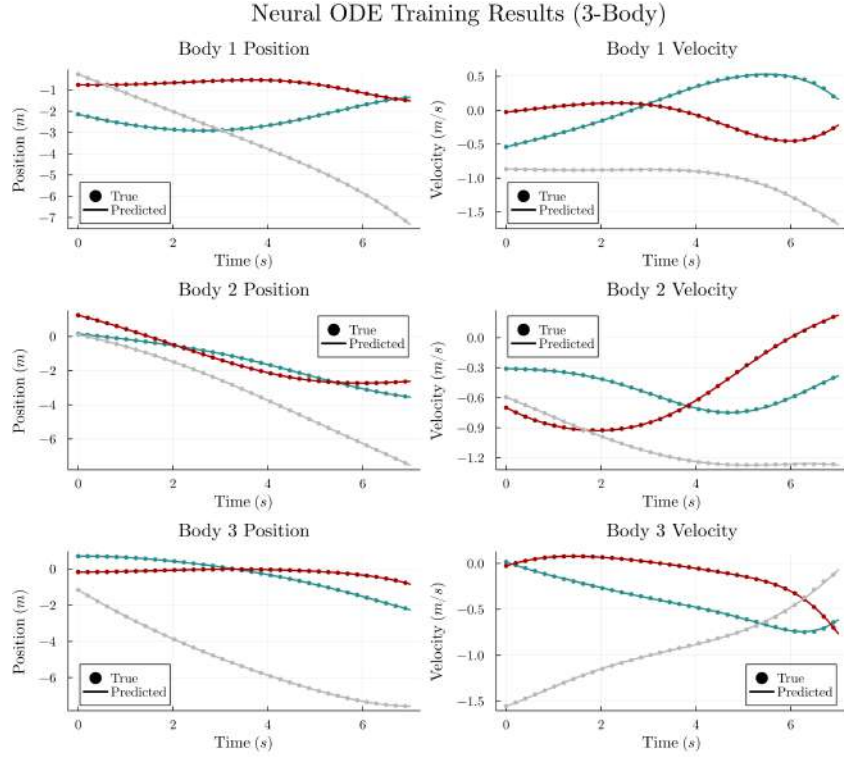 Neural ODE Training Results (3-Body)
Body 1 Position
Position (m)
−1
−2
−3
−4
−5
−6
−7
True
Predicted
0
2
4
6
Time (s)
Body 1 Velocity
Velocity (m/s)
0.5
0.0
−0.5
−1.0
−1.5
True
Predicted
0
2
4
6
Time (s)
Body 2 Position
Position (m)
0
−2
−4
−6
True
Predicted
0
2
4
6
Time (s)
Body 2 Velocity
Velocity (m/s)
0.0
−0.3
−0.6
−0.9
−1.2
True
Predicted
0
2
4
6
Time (s)
Body 3 Position
Position (m)
0
−2
−4
−6
True
Predicted
0
2
4
6
Time (s)
Body 3 Velocity
Velocity (m/s)
0.0
−0.5
−1.0
−1.5
True
Predicted
0
2
4
6
Time (s)